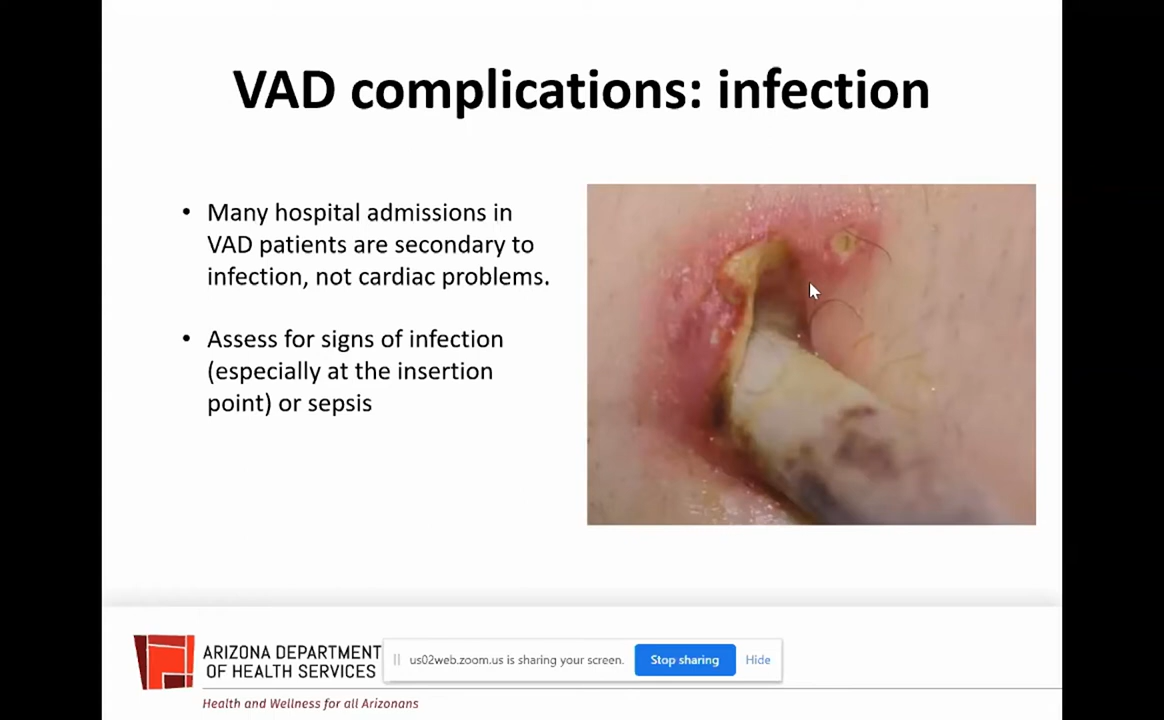 VAD complications: infection
• Many hospital admissions in
VAD patients are secondary to
infection, not cardiac problems.
• Assess for signs of infection
(especially at the insertion
point) or sepsis
ARIZONA DEPARTMENT
OF HEALTH SERVICES
Health and Wellness for all Arizonans
us02web.zoom.us is sharing your screen. Stop sharing Hide